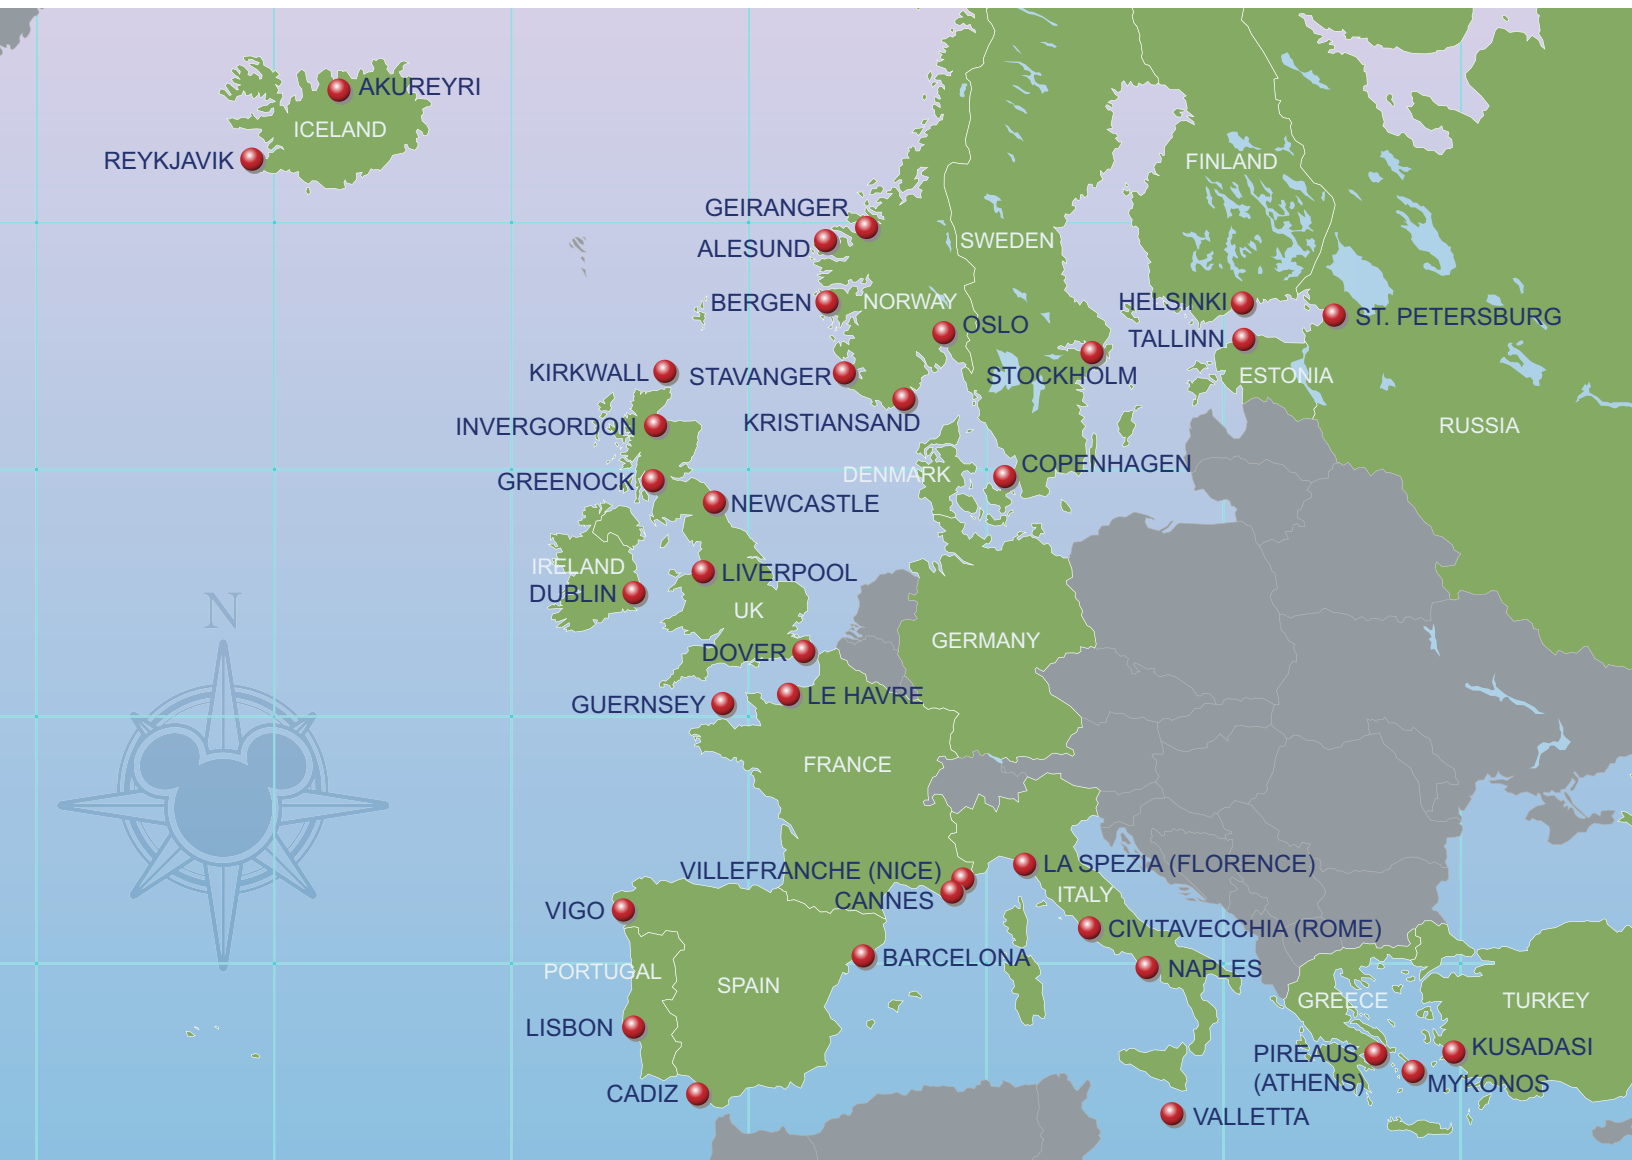 AKUREYRI
ICELAND
REYKJAVIK
FINLAND
GEIRANGER
ALESUND
SWEDEN
BERGEN
NORWAY
HELSINKI
OSLO
ST. PETERSBURG
TALLINN
KIRKWALL
STAVANGER
STOCKHOLM
ESTONIA
KRISTIANSAND
INVERGORDON
RUSSIA
COPENHAGEN
DENMARK
GREENOCK
NEWCASTLE
IRELAND
LIVERPOOL
DUBLIN
N
UK
GERMANY
DOVER
LE HAVRE
GUERNSEY
FRANCE
LA SPEZIA (FLORENCE)
VILLEFRANCHE (NICE)
ITALY
CANNES
VIGO
CIVITAVECCHIA (ROME)
BARCELONA
NAPLES
PORTUGAL
SPAIN
GREECE
TURKEY
LISBON
KUSADASI
PIREAUS
(ATHENS)
MYKONOS
CADIZ
VALLETTA